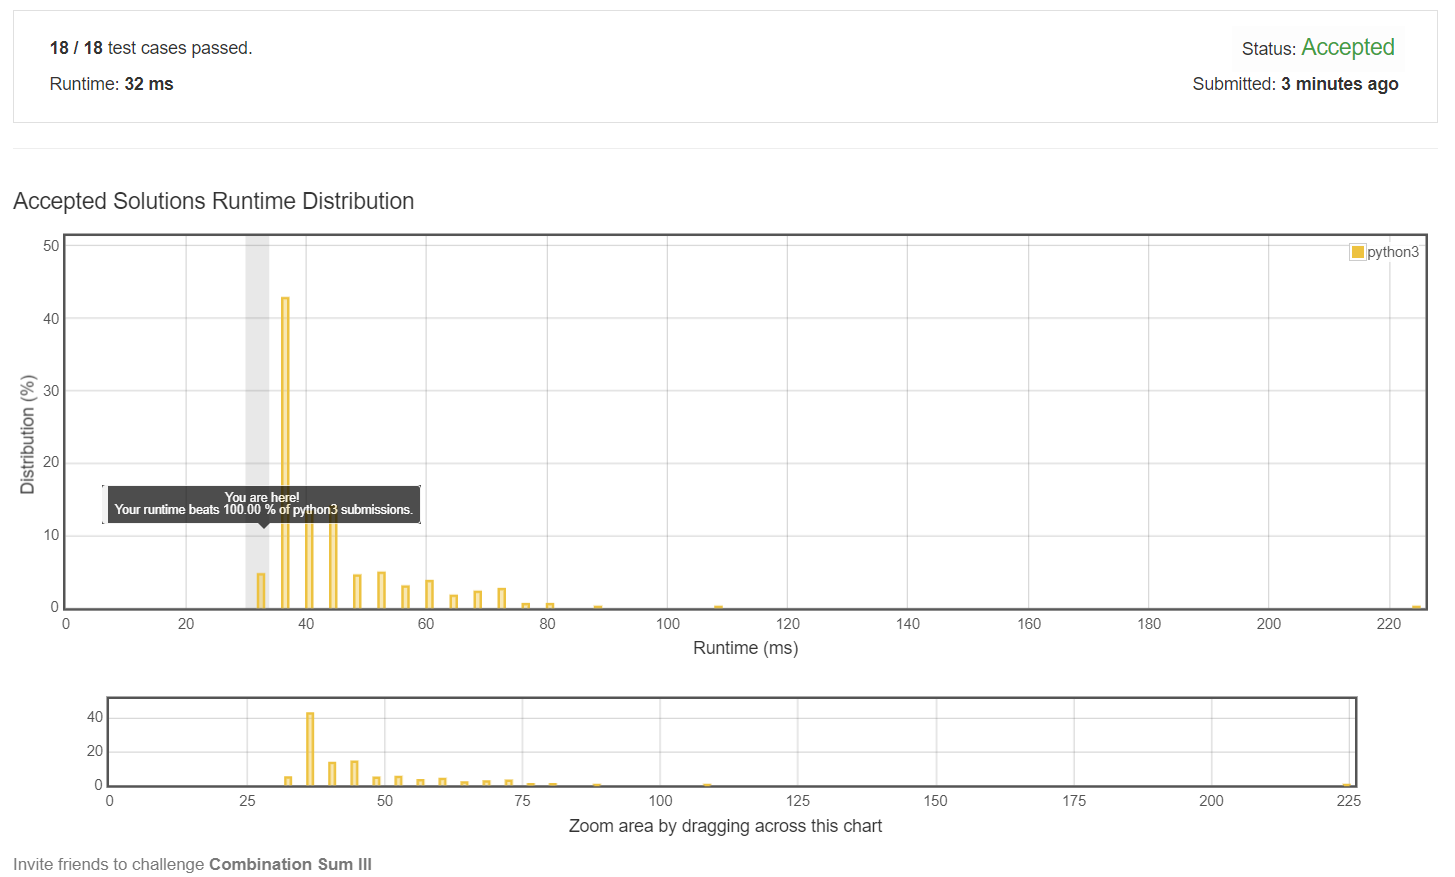 18 / 18 test cases passed.
Status: Accepted
Runtime: 32 ms
Submitted: 3 minutes ago
Accepted Solutions Runtime Distribution
python3
50
40
30
20
10
0
Distribution (%)
You are here!
Your runtime beats 100.00 % of python3 submissions.
0 20 40 60 80 100 120 140 160 180 200 220
Runtime (ms)
40
20
0
0 25 50 75 100 125 150 175 200 225
Zoom area by dragging across this chart
Invite friends to challenge Combination Sum III